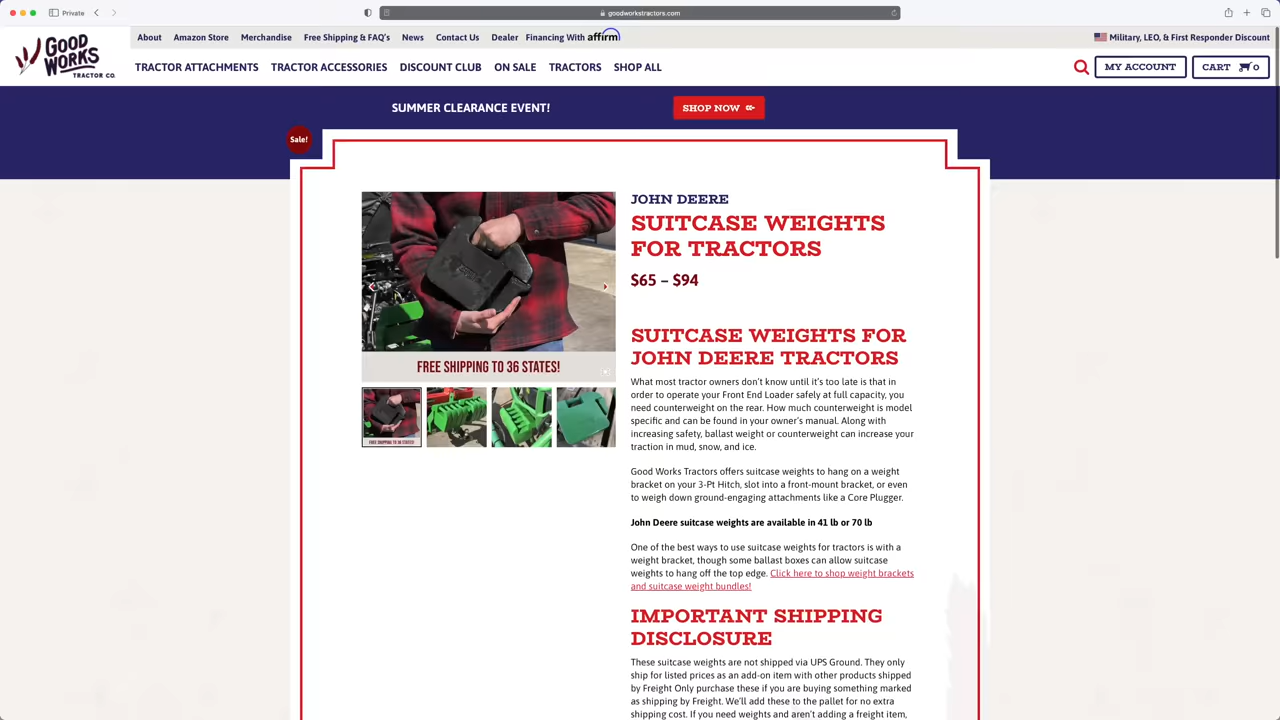 Private
goodworkstractors.com
GOOD WORKS TRACTOR CO.
About Amazon Store Merchandise Free Shipping & FAQ's News Contact Us Dealer Financing With affirm
Military, LEO, & First Responder Discount
TRACTOR ATTACHMENTS TRACTOR ACCESSORIES DISCOUNT CLUB ON SALE TRACTORS SHOP ALL
MY ACCOUNT
CART 0
SUMMER CLEARANCE EVENT!
SHOP NOW
Sale!
FREE SHIPPING TO 36 STATES!
FREE SHIPPING TO 36 STATES!
JOHN DEERE
SUITCASE WEIGHTS
FOR TRACTORS
$65 – $94
SUITCASE WEIGHTS FOR
JOHN DEERE TRACTORS
What most tractor owners don't know until it's too late is that in
order to operate your Front End Loader safely at full capacity, you
need counterweight on the rear. How much counterweight is model
specific and can be found in your owner's manual. Along with
increasing safety, ballast weight or counterweight can increase your
traction in mud, snow, and ice.
Good Works Tractors offers suitcase weights to hang on a weight
bracket on your 3-Pt Hitch, slot into a front-mount bracket, or even
to weigh down ground-engaging attachments like a Core Plugger.
John Deere suitcase weights are available in 41 lb or 70 lb
One of the best ways to use suitcase weights for tractors is with a
weight bracket, though some ballast boxes can allow suitcase
weights to hang off the top edge. Click here to shop weight brackets
and suitcase weight bundles!
IMPORTANT SHIPPING
DISCLOSURE
These suitcase weights are not shipped via UPS Ground. They only
ship for listed prices as an add-on item with other products shipped
by Freight Only purchase these if you are buying something marked
as shipping by Freight. We'll add these to the pallet for no extra
shipping cost. If you need weights and aren't adding a freight item,